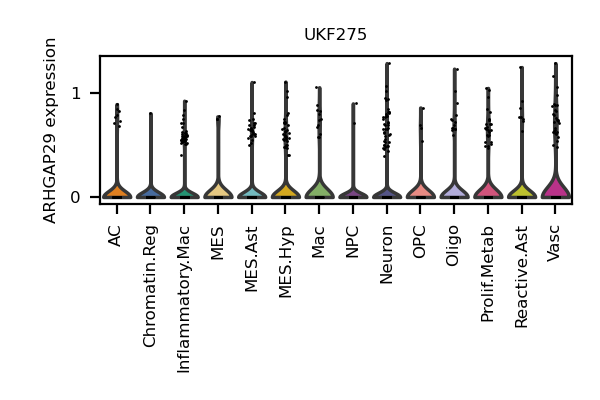 UKF275
ARHGAP29 expression
1
0
AC
Chromatin.Reg
Inflammatory.Mac
MES
MES.Ast
MES.Hyp
Mac
NPC
Neuron
OPC
Oligo
Prolif.Metab
Reactive.Ast
Vasc